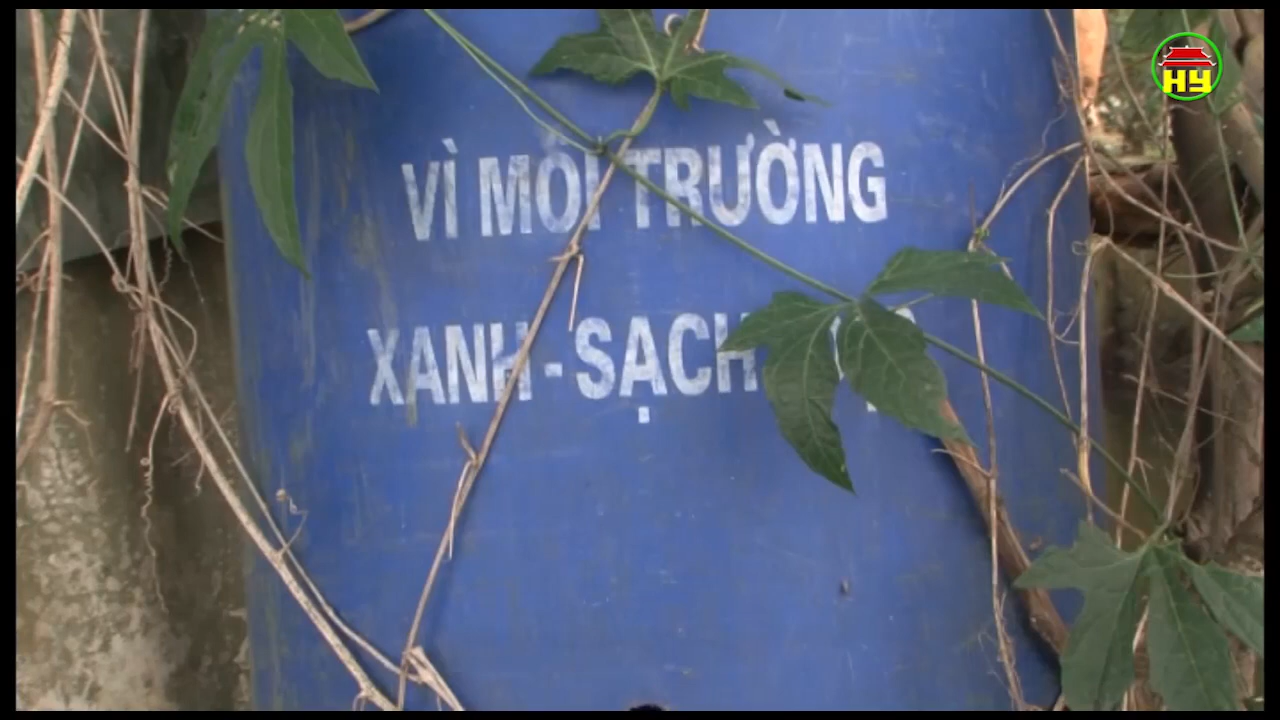 HY
VÌ MÔI TRƯỜNG
XANH - SẠCH